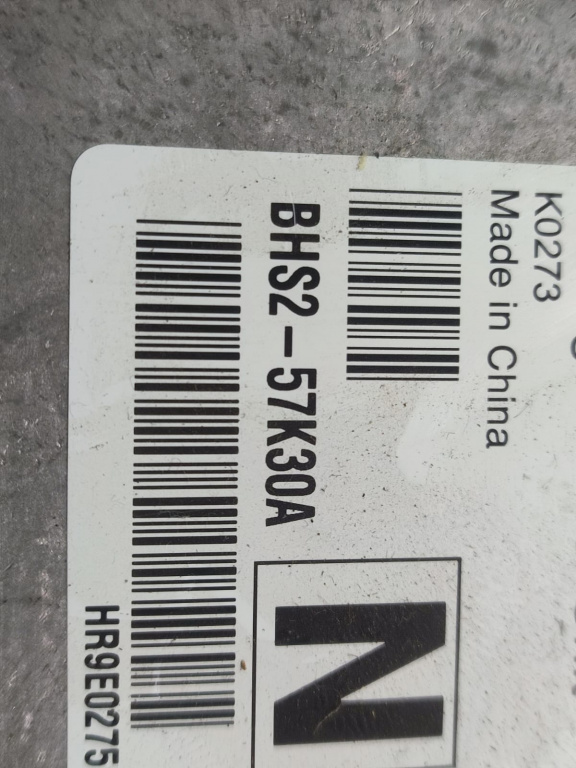 K0273
Made in China
BHS2-57K30A
N
HR9E0275